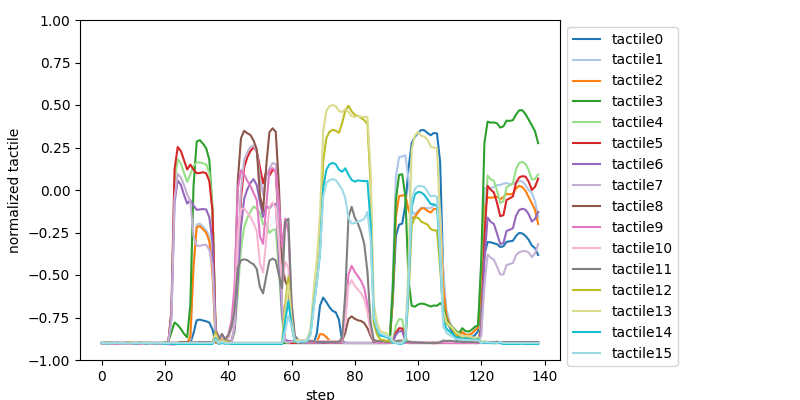 1.00
0.75
0.50
0.25
0.00
−0.25
−0.50
−0.75
−1.00
normalized tactile
0 20 40 60 80 100 120 140
step
tactile0
tactile1
tactile2
tactile3
tactile4
tactile5
tactile6
tactile7
tactile8
tactile9
tactile10
tactile11
tactile12
tactile13
tactile14
tactile15